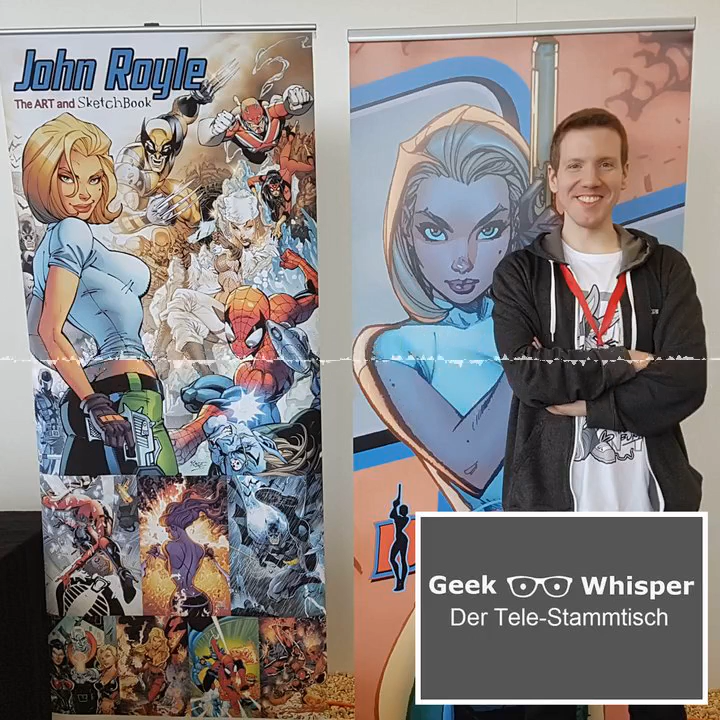 John Royle
The ART and SketchBook
Geek Whisper
Der Tele-Stammtisch